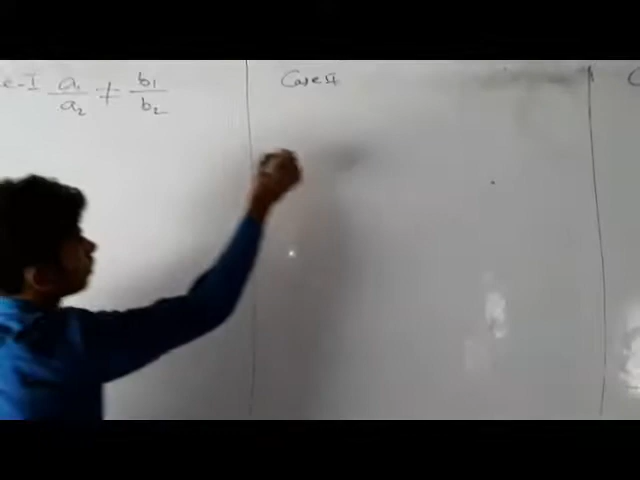 e-I a₁/a₂ ≠ b₁/b₂
Case II
C